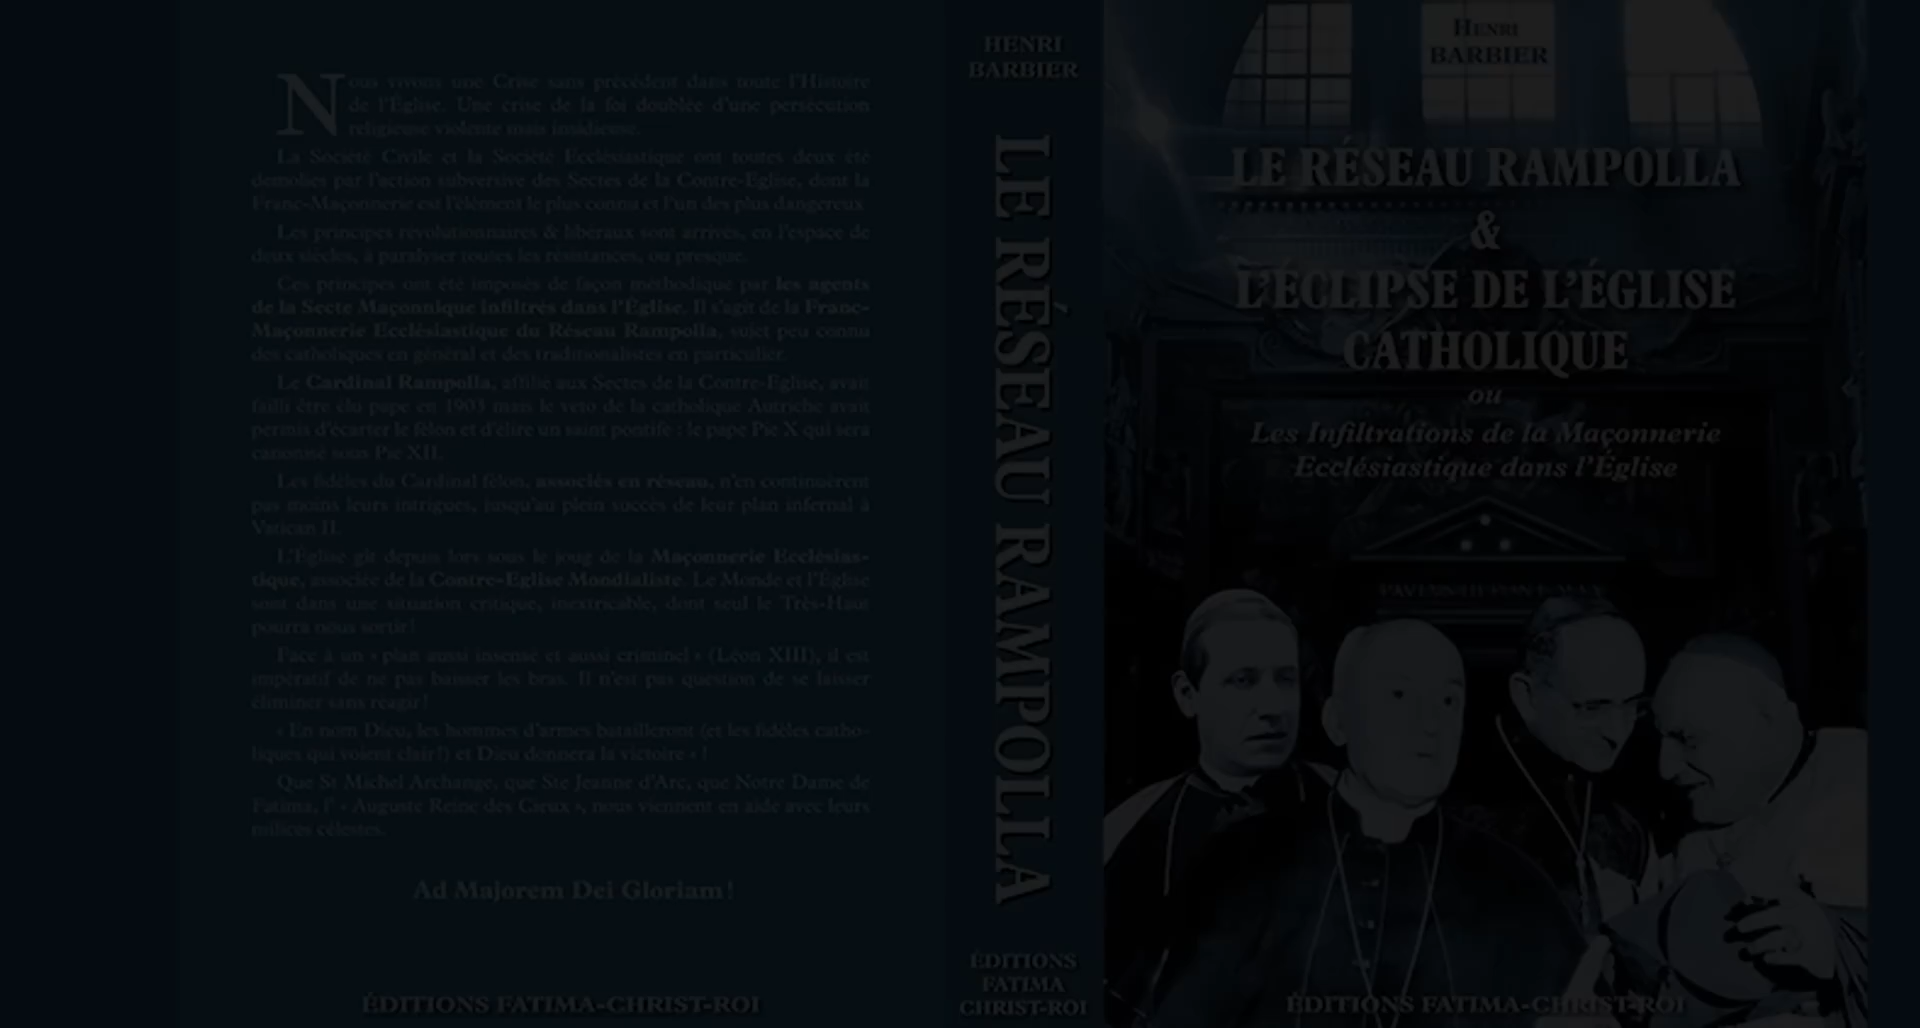 Nous vivons une Crise sans précédent dans toute l'Histoire
de l'Église. Une crise de la foi doublée d'une persécution
religieuse violente mais insidieuse.
La Société Civile et la Société Ecclésiastique ont toutes deux été
démolies par l'action subversive des Sectes de la Contre-Eglise, dont la
Franc-Maçonnerie est l'élément le plus connu et l'un des plus dangereux
Les principes révolutionnaires & libéraux sont arrivés, en l'espace de
deux siècles, à paralyser toutes les résistances, ou presque.
Ces principes ont été imposés de façon méthodique par les agents
de la Secte Maçonnique infiltrés dans l'Église. Il s'agit de la Franc-
Maçonnerie Ecclésiastique du Réseau Rampolla, sujet peu connu
des catholiques en général et des traditionalistes en particulier.
Le Cardinal Rampolla, affilié aux Sectes de la Contre-Eglise, avait
failli être élu pape en 1903 mais le veto de la catholique Autriche avait
permis d'écarter le félon et d'élire un saint pontife : le pape Pie X qui sera
canonisé sous Pie XII.
Les fidèles du Cardinal félon, associés en réseau, n'en continuèrent
pas moins leurs intrigues, jusqu'au plein succès de leur plan infernal à
Vatican II.
L'Église gît depuis lors sous le joug de la Maçonnerie Ecclésias-
tique, associée de la Contre-Eglise Mondialiste. Le Monde et l'Église
sont dans une situation critique, inextricable, dont seul le Très-Haut
pourra nous sortir!
Face à un « plan aussi insensé et aussi criminel » (Léon XIII), il est
impératif de ne pas baisser les bras. Il n'est pas question de se laisser
éliminer sans réagir!
« En nom Dieu, les hommes d'armes batailleront (et les fidèles catho-
liques qui voient clair!) et Dieu donnera la victoire » !
Que St Michel Archange, que Ste Jeanne d'Arc, que Notre Dame de
Fatima, l' « Auguste Reine des Cieux », nous viennent en aide avec leurs
milices célestes.
Ad Majorem Dei Gloriam!
ÉDITIONS FATIMA-CHRIST-ROI
HENRI
BARBIER
LE RÉSEAU RAMPOLLA
ÉDITIONS
FATIMA
CHRIST-ROI
HENRI
BARBIER
LE RÉSEAU RAMPOLLA
&
L'ÉCLIPSE DE L'ÉGLISE
CATHOLIQUE
ou
Les Infiltrations de la Maçonnerie
Ecclésiastique dans l'Église
ÉDITIONS FATIMA-CHRIST-ROI